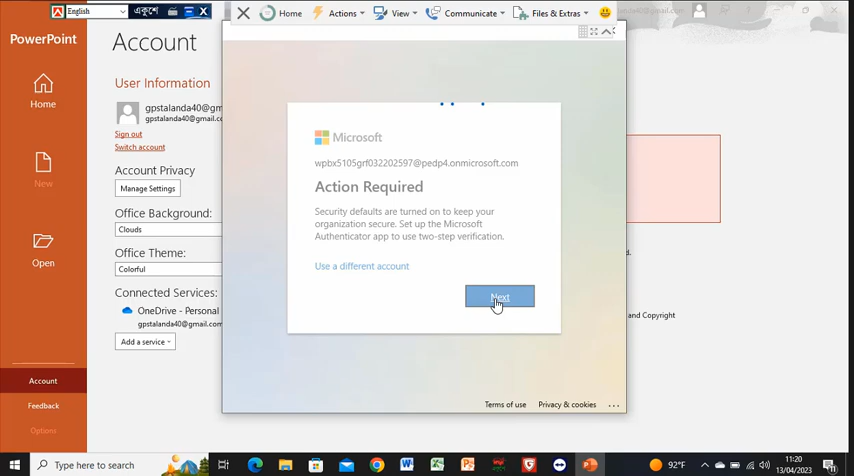 English
একুশে
Home
Actions
View
Communicate
Files & Extras
PowerPoint
Home
New
Open
Account
Feedback
Options
Account
User Information
gpstalanda40@gm
gpstalanda40@gmail.co
Sign out
Switch account
Account Privacy
Manage Settings
Office Background:
Clouds
Office Theme:
Colorful
Connected Services:
OneDrive - Personal
gpstalanda40@gmail.com
Add a service
Microsoft
wpbx5105grf032202597@pedp4.onmicrosoft.com
Action Required
Security defaults are turned on to keep your
organization secure. Set up the Microsoft
Authenticator app to use two-step verification.
Use a different account
Next
Terms of use
Privacy & cookies
...
and Copyright
Type here to search
92°F
11:20
13/04/2023